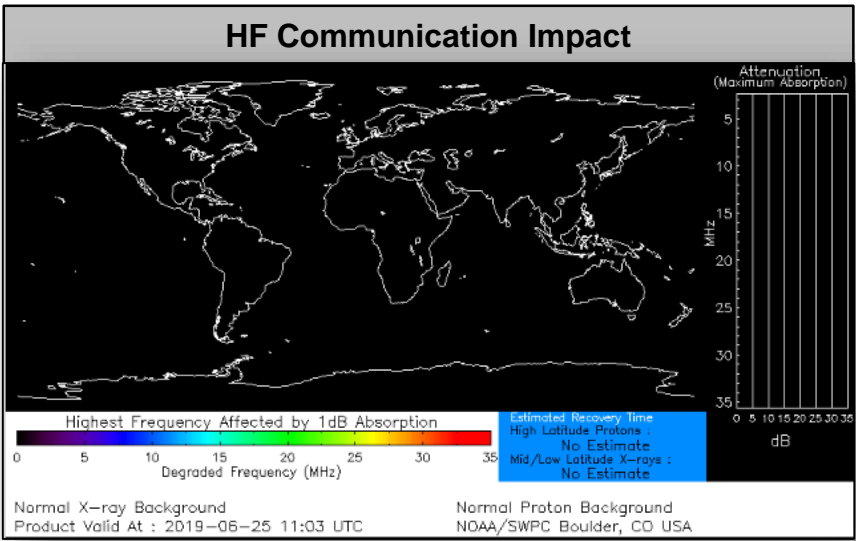 HF Communication Impact
Attenuation
(Maximum Absorption)
5
10
15
20
25
30
35
MHz
0 5 10 15 20 25 30 35
dB
Highest Frequency Affected by 1dB Absorption
0 5 10 15 20 25 30 35
Degraded Frequency (MHz)
Estimated Recovery Time
High Latitude Protons :
No Estimate
Mid/Low Latitude X-rays :
No Estimate
Normal X-ray Background
Normal Proton Background
Product Valid At : 2019-06-25 11:03 UTC
NOAA/SWPC Boulder, CO USA